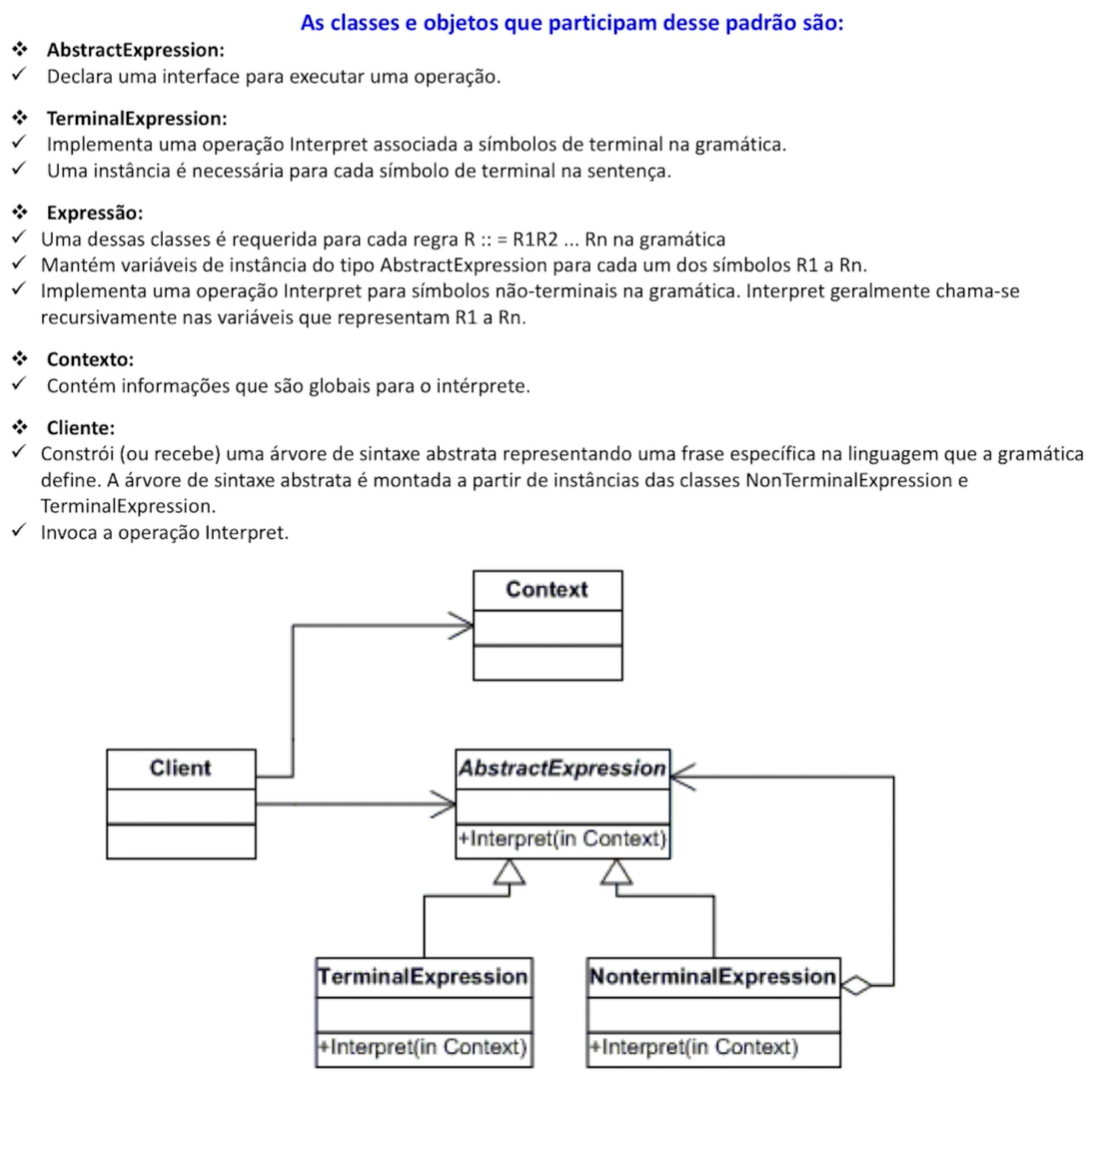 As classes e objetos que participam desse padrão são:
❖ AbstractExpression:
✓ Declara uma interface para executar uma operação.
❖ TerminalExpression:
✓ Implementa uma operação Interpret associada a símbolos de terminal na gramática.
✓ Uma instância é necessária para cada símbolo de terminal na sentença.
❖ Expressão:
✓ Uma dessas classes é requerida para cada regra R :: = R1R2 ... Rn na gramática
✓ Mantém variáveis de instância do tipo AbstractExpression para cada um dos símbolos R1 a Rn.
✓ Implementa uma operação Interpret para símbolos não-terminais na gramática. Interpret geralmente chama-se
recursivamente nas variáveis que representam R1 a Rn.
❖ Contexto:
✓ Contém informações que são globais para o intérprete.
❖ Cliente:
✓ Constrói (ou recebe) uma árvore de sintaxe abstrata representando uma frase específica na linguagem que a gramática
define. A árvore de sintaxe abstrata é montada a partir de instâncias das classes NonTerminalExpression e
TerminalExpression.
✓ Invoca a operação Interpret.
Context
Client
AbstractExpression
+Interpret(in Context)
TerminalExpression
+Interpret(in Context)
NonterminalExpression
+Interpret(in Context)